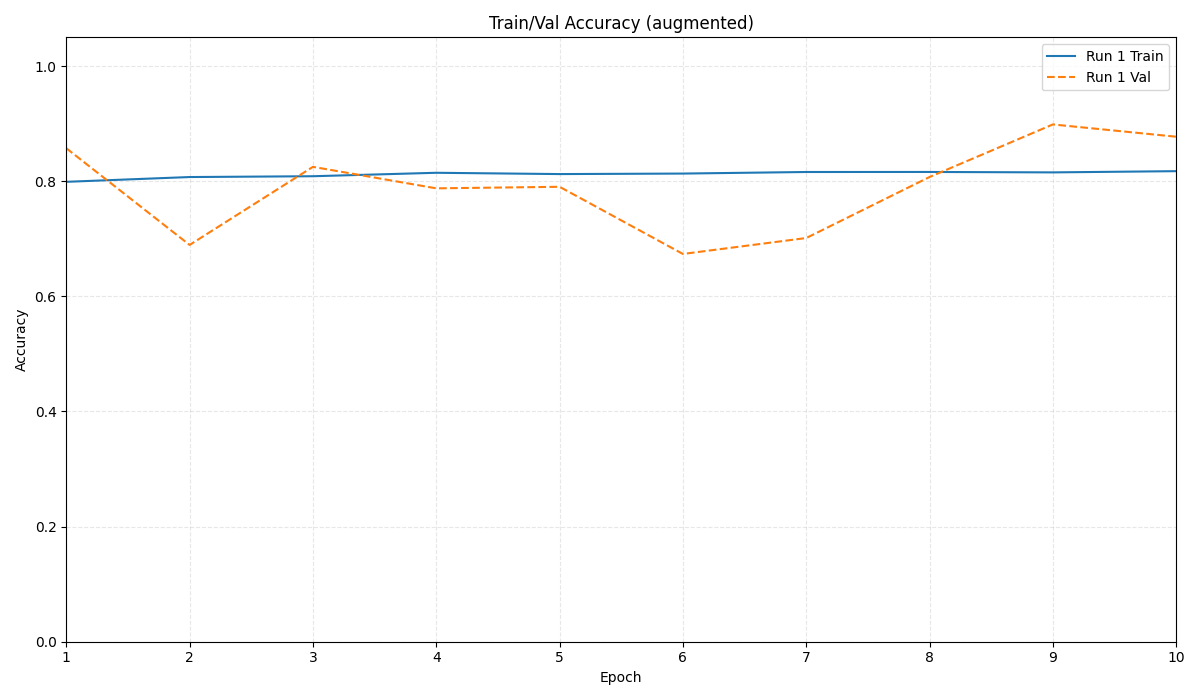 Train/Val Accuracy (augmented)
Run 1 Train
Run 1 Val
Accuracy
1.0
0.8
0.6
0.4
0.2
0.0
1 2 3 4 5 6 7 8 9 10
Epoch